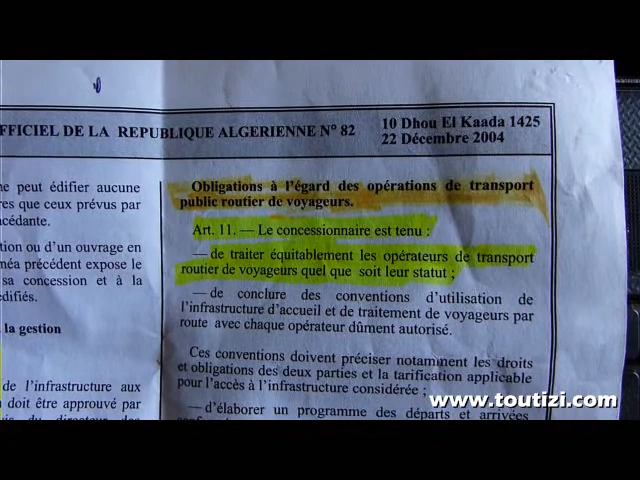 FFICIEL DE LA REPUBLIQUE ALGERIENNE N° 82
10 Dhou El Kaada 1425
22 Décembre 2004
ne peut édifier aucune
res que ceux prévus par
ncédante.
tion ou d'un ouvrage en
néa précédent expose le
sa concession et à la
édifiés.
la gestion
de l'infrastructure aux
doit être approuvé par
du directeur des
Obligations à l'égard des opérations de transport
public routier de voyageurs.
Art. 11. — Le concessionnaire est tenu :
— de traiter équitablement les opérateurs de transport
routier de voyageurs quel que soit leur statut ;
— de conclure des conventions d'utilisation de
l'infrastructure d'accueil et de traitement de voyageurs par
route avec chaque opérateur dûment autorisé.
Ces conventions doivent préciser notamment les droits
et obligations des deux parties et la tarification applicable
pour l'accès à l'infrastructure considérée ;
— d'élaborer un programme des départs et arrivées
www.toutizi.com